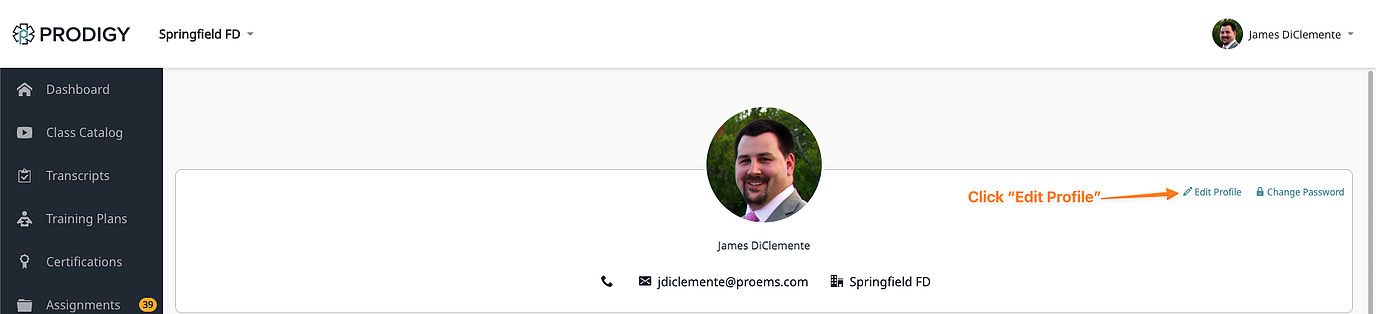 PRODIGY
Springfield FD
James DiClemente
Dashboard
Class Catalog
Transcripts
Training Plans
Certifications
Assignments 39
Click “Edit Profile”
Edit Profile
Change Password
James DiClemente
jdiclemente@proems.com
Springfield FD